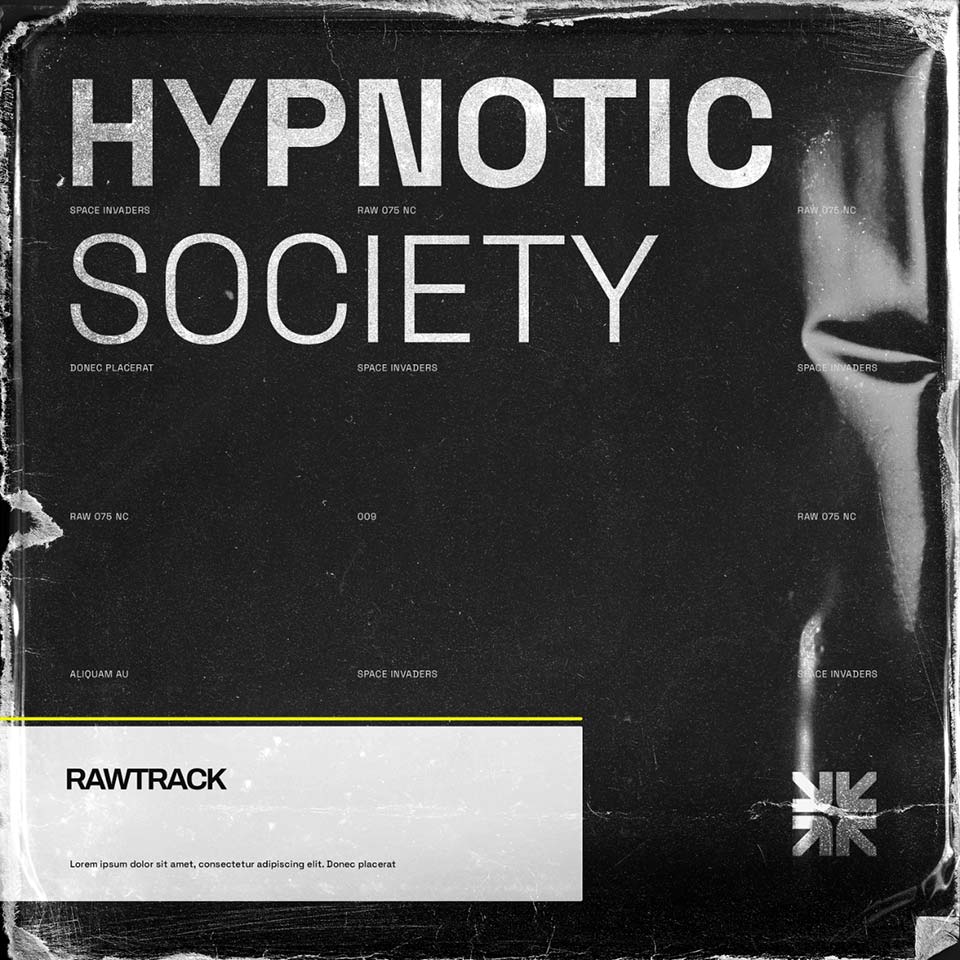 HYPNOTIC
SPACE INVADERS RAW 075 NC RAW 075 NC
SOCIETY
DONEC PLACERAT SPACE INVADERS SPACE INVADERS
RAW 075 NC 009 RAW 075 NC
ALIQUAM AU SPACE INVADERS SPACE INVADERS
RAWTRACK
Lorem ipsum dolor sit amet, consectetur adipiscing elit. Donec placerat